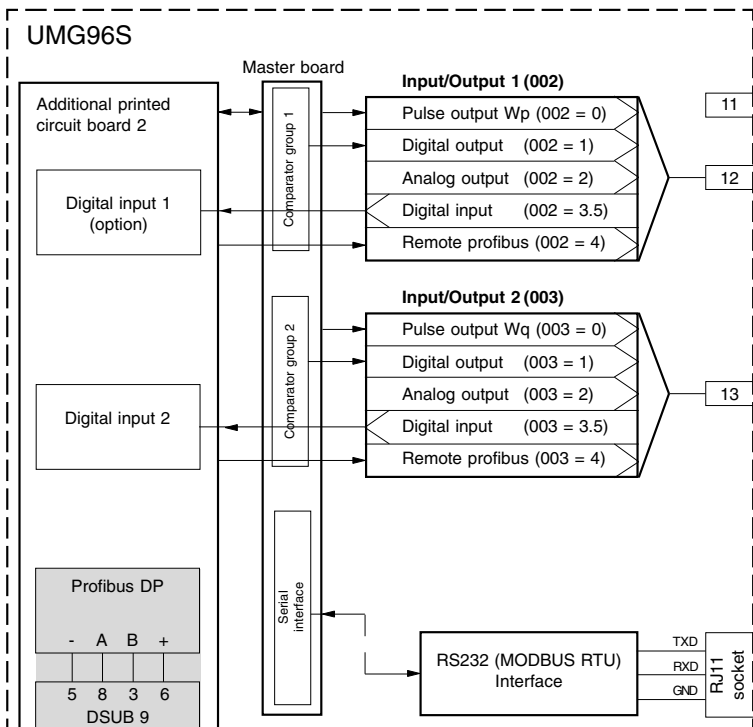 UMG96S
Master board
Additional printed
circuit board 2
Digital input 1
(option)
Digital input 2
Profibus DP
- A B +
5 8 3 6
DSUB 9
Comparator group 1
Comparator group 2
Serial
interface
Input/Output 1 (002)
Pulse output Wp (002 = 0)
Digital output (002 = 1)
Analog output (002 = 2)
Digital input (002 = 3.5)
Remote profibus (002 = 4)
Input/Output 2 (003)
Pulse output Wq (003 = 0)
Digital output (003 = 1)
Analog output (003 = 2)
Digital input (003 = 3.5)
Remote profibus (003 = 4)
11
12
13
RS232 (MODBUS RTU)
Interface
TXD
RXD
GND
RJ11
socket